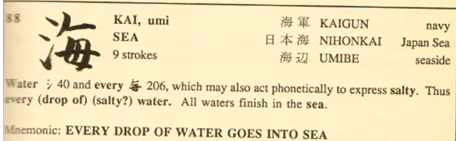 88 海 KAI, umi 海軍 KAIGUN navy
SEA 日本海 NIHONKAI Japan Sea
9 strokes 海辺 UMIBE seaside
Water 氵 40 and every 毎 206, which may also act phonetically to express salty. Thus
every (drop of) (salty?) water. All waters finish in the sea.
Mnemonic: EVERY DROP OF WATER GOES INTO SEA